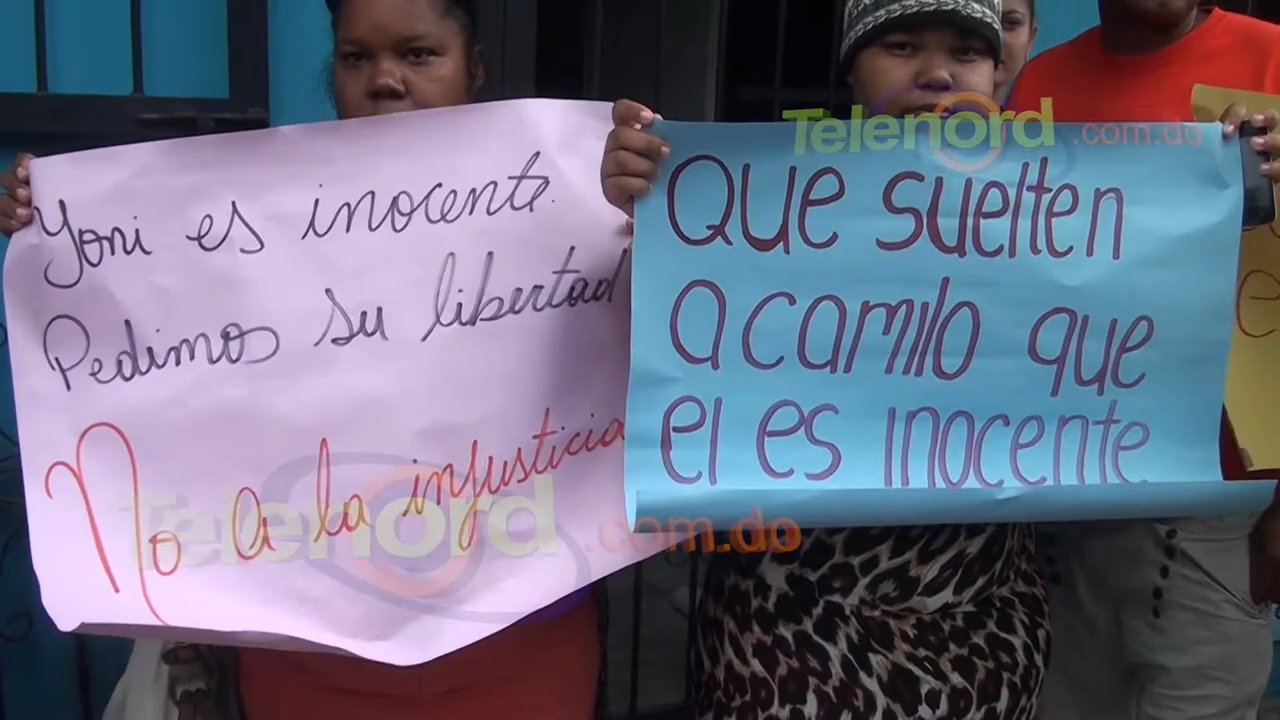 Yoni es inocente.
Pedimos su libertad
No a la injusticia
Telenord.com.do
Que suelten
a camilo que
el es inocente
Telenord.com.do
e